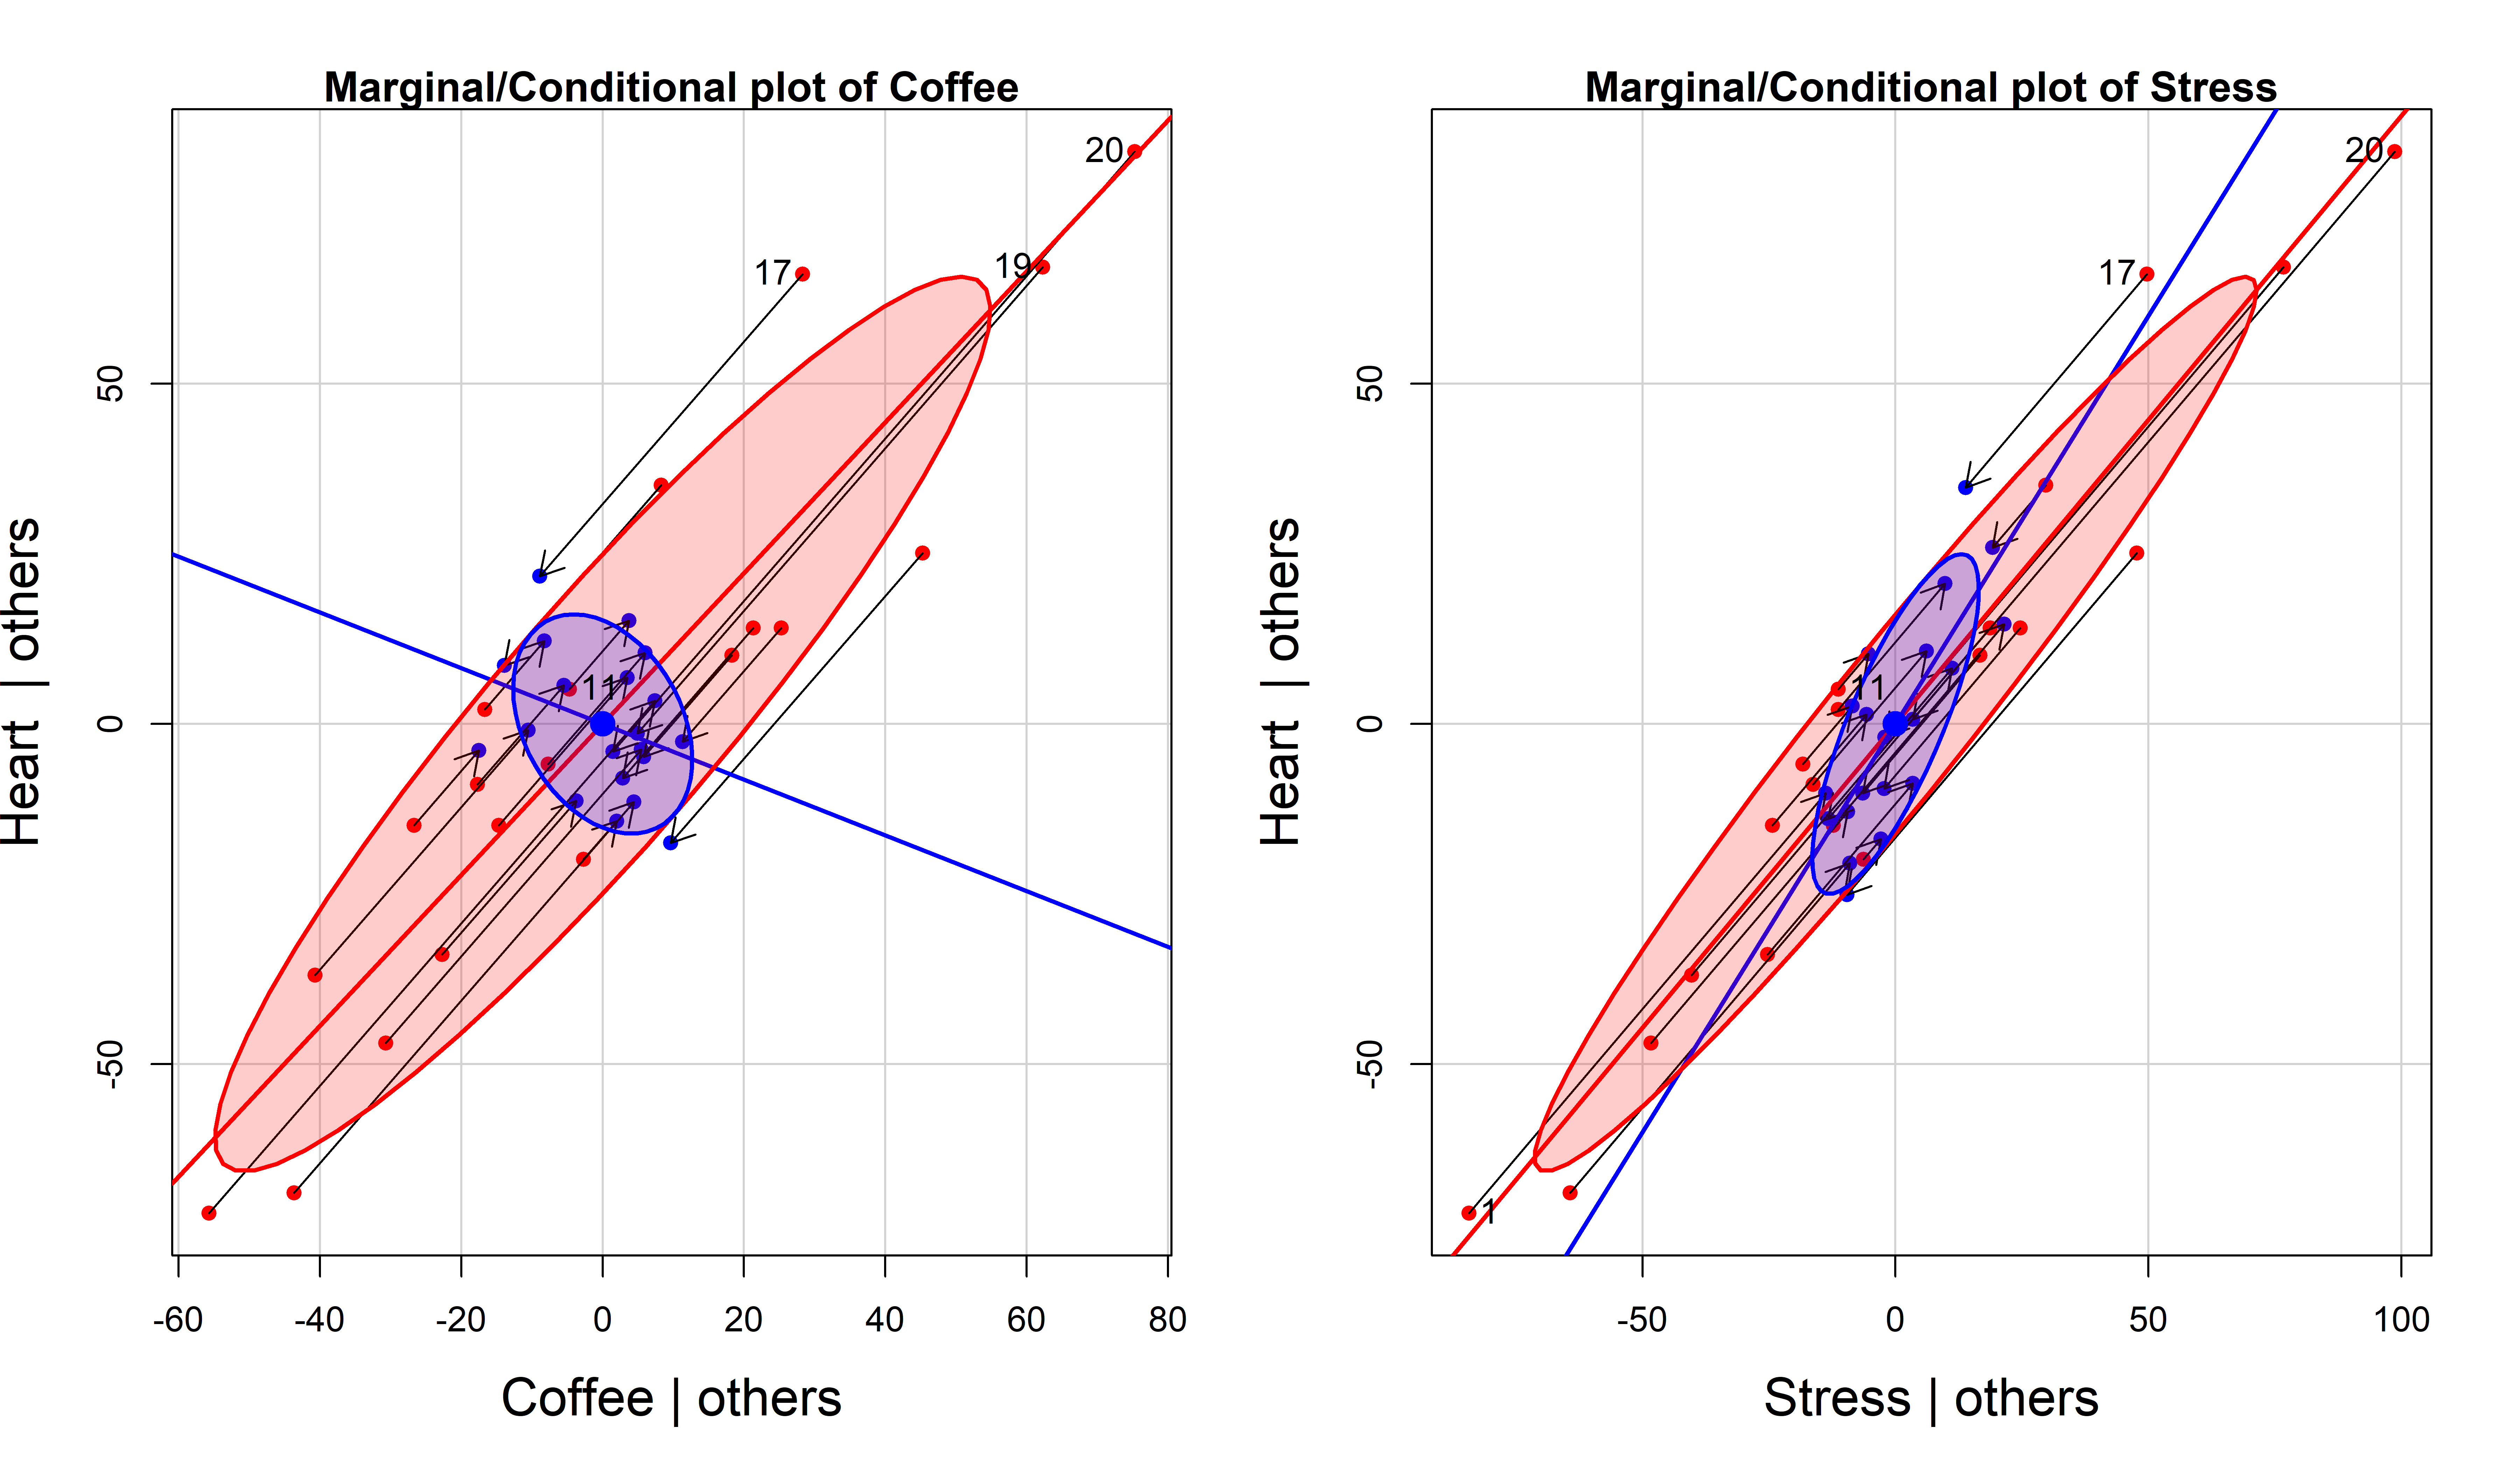 Marginal/Conditional plot of Coffee
20
17
19
11
50
0
-50
Heart | others
-60 -40 -20 0 20 40 60 80
Coffee | others
Marginal/Conditional plot of Stress
20
17
11
1
50
0
-50
Heart | others
-50 0 50 100
Stress | others